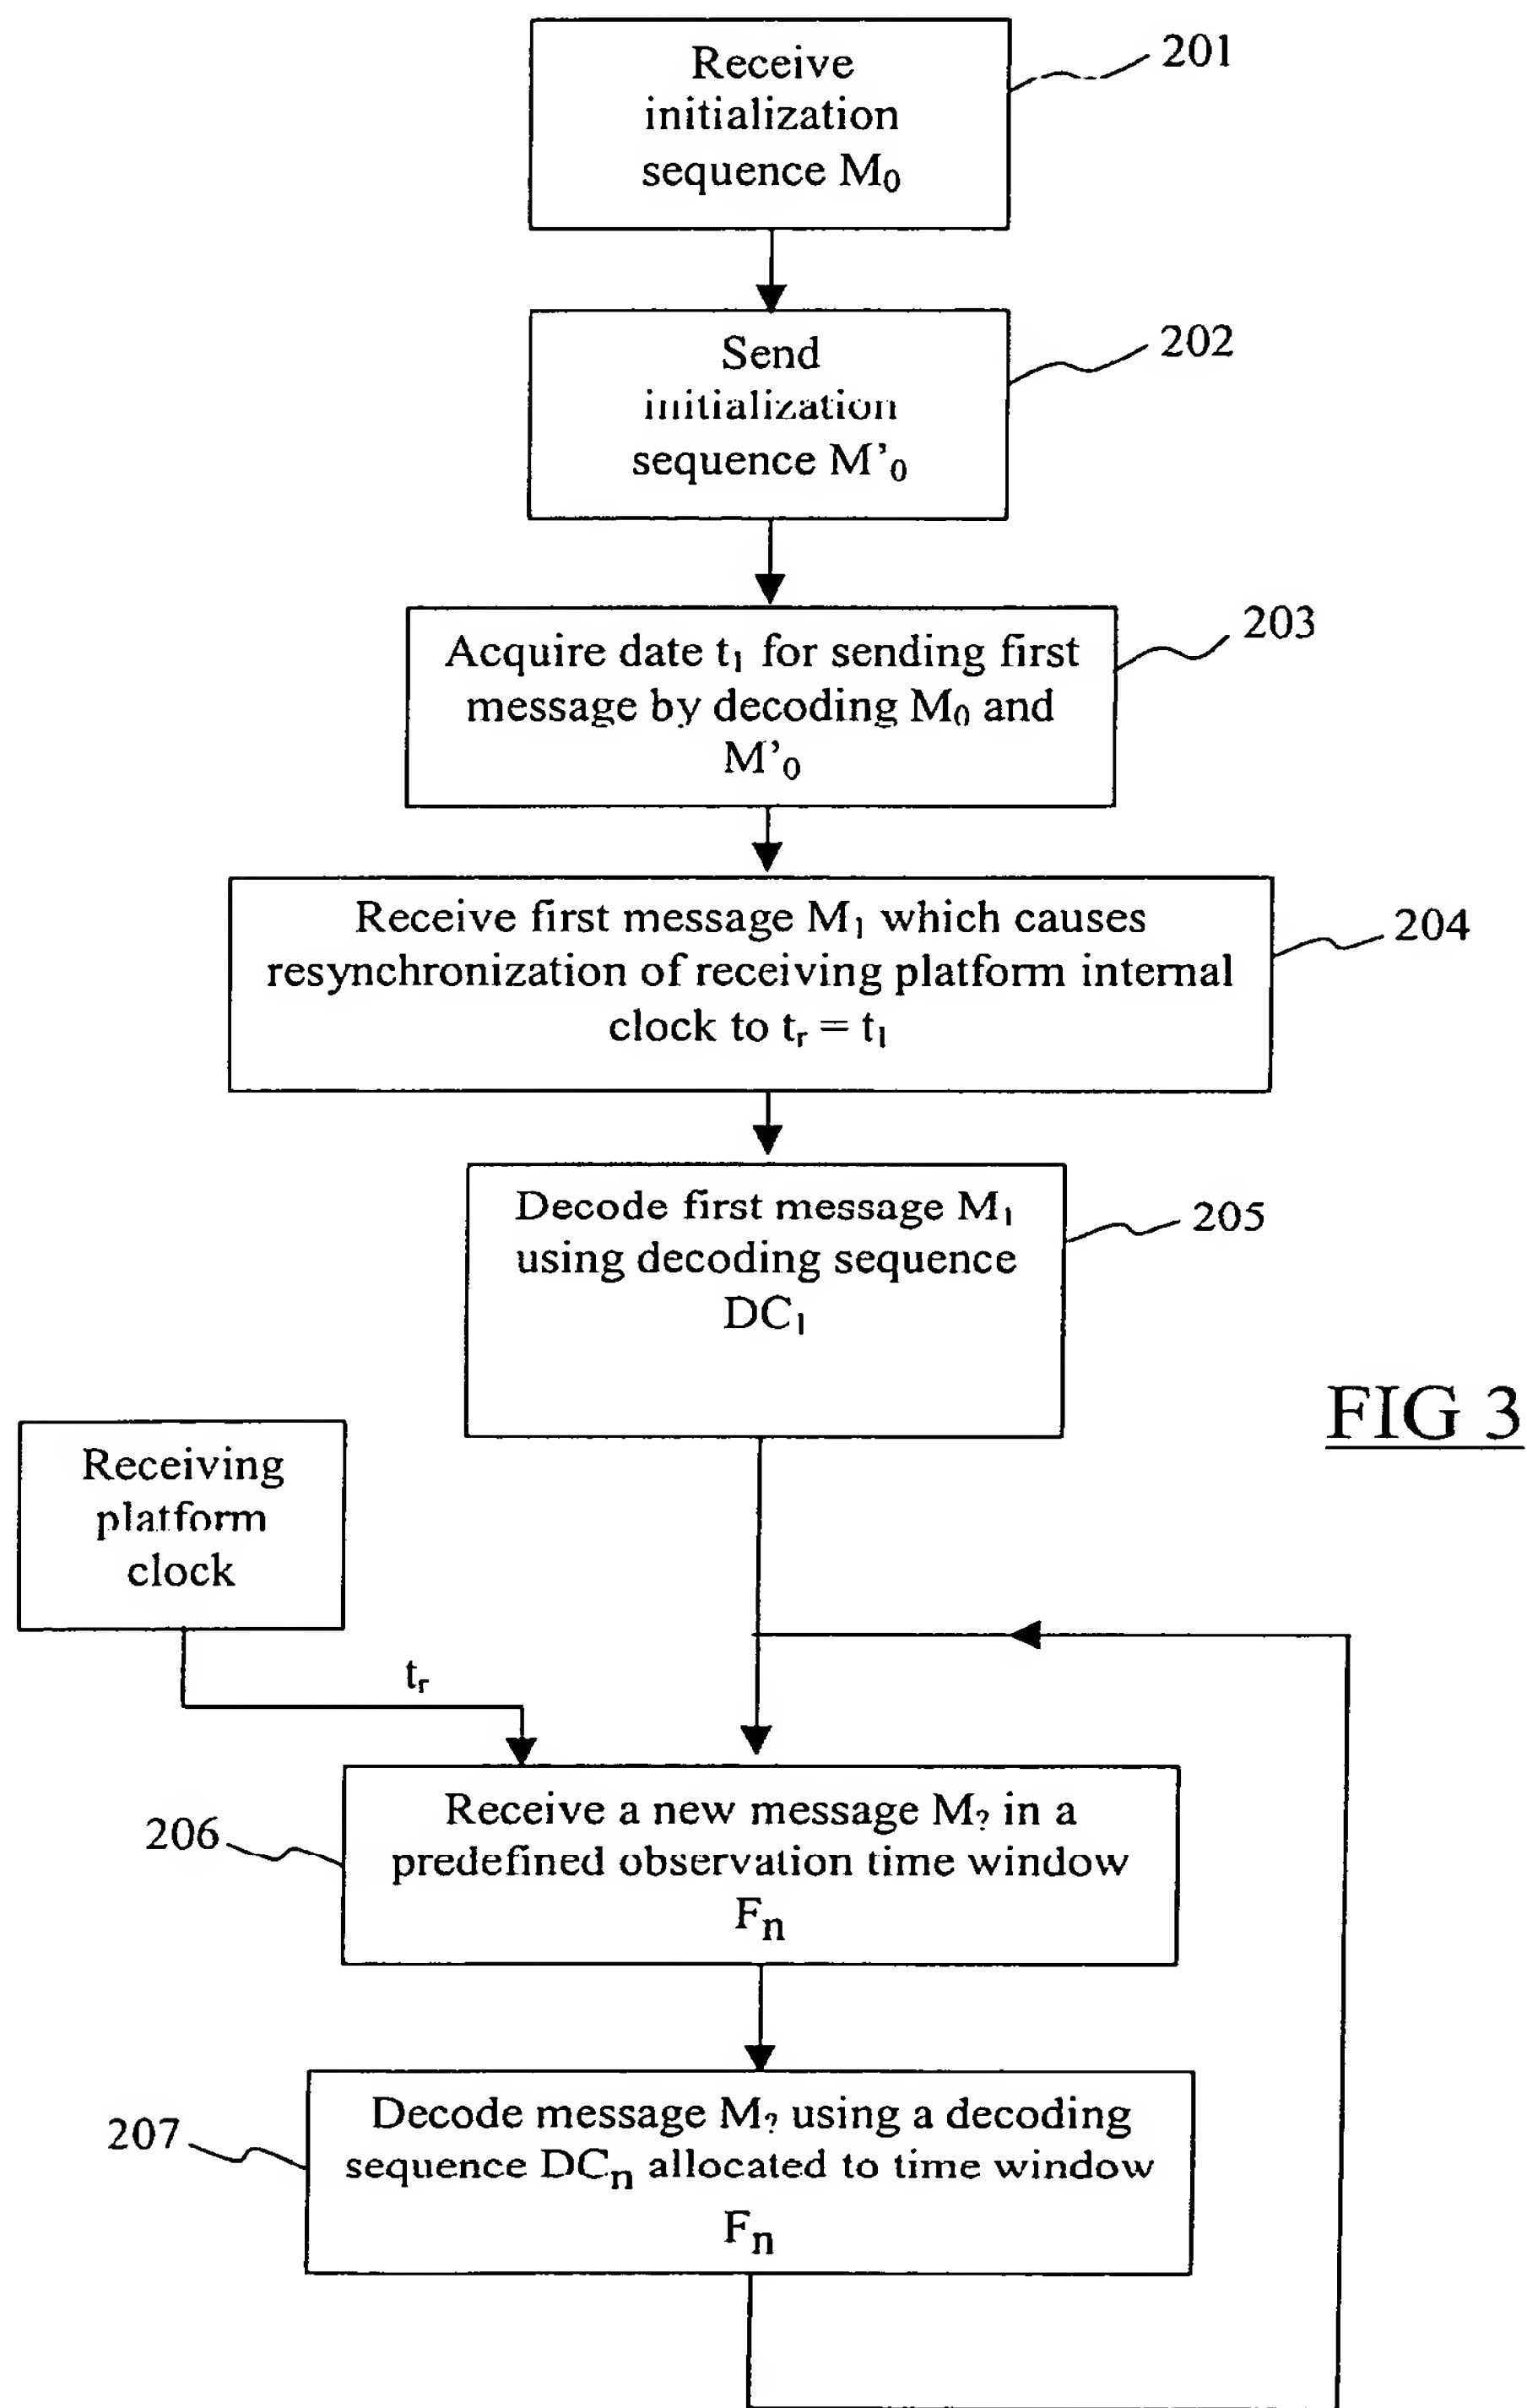 Receive
initialization
sequence M₀
201
Send
initialization
sequence M'₀
202
Acquire date t₁ for sending first
message by decoding M₀ and
M'₀
203
Receive first message M₁ which causes
resynchronization of receiving platform internal
clock to tᵣ = t₁
204
Decode first message M₁
using decoding sequence
DC₁
205
FIG 3
Receiving
platform
clock
tᵣ
Receive a new message M? in a
predefined observation time window
Fₙ
206
Decode message M? using a decoding
sequence DCₙ allocated to time window
Fₙ
207